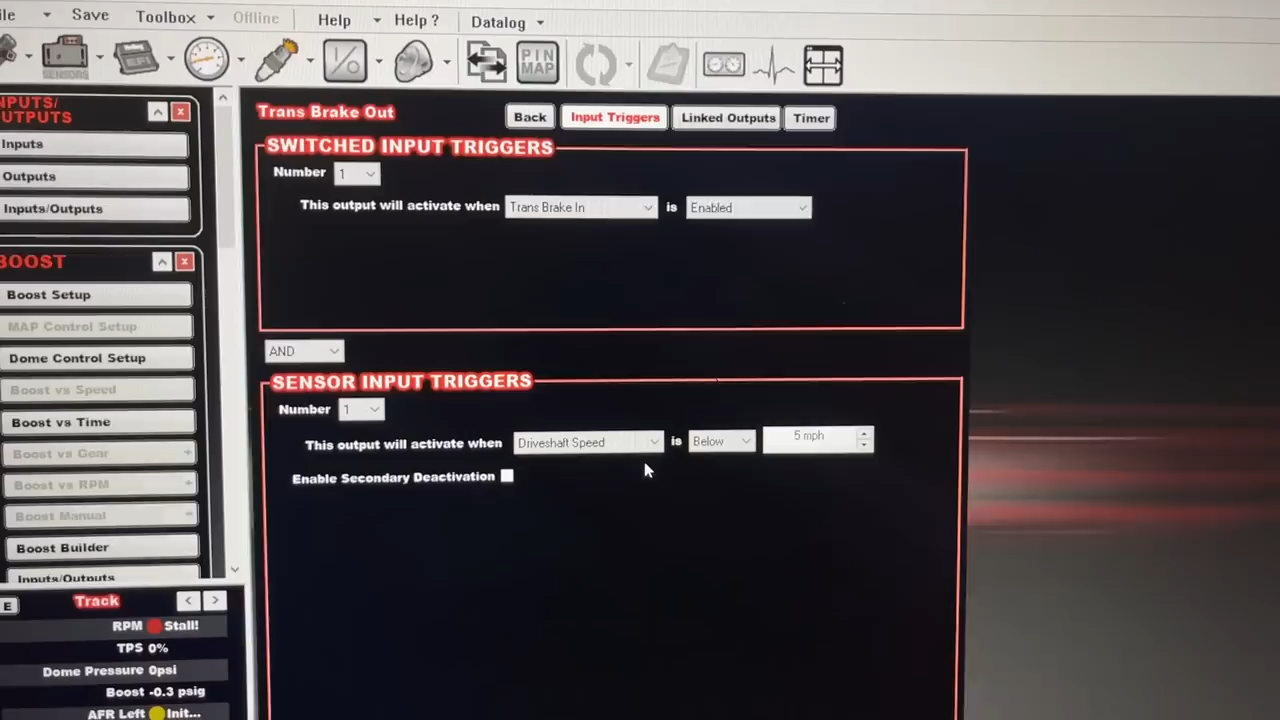 ile Save Toolbox Offline Help Help ? Datalog
SENSORS EFI I/O PIN MAP
NPUTS/
UTPUTS
Inputs
Outputs
Inputs/Outputs
BOOST
Boost Setup
MAP Control Setup
Dome Control Setup
Boost vs Speed
Boost vs Time
Boost vs Gear
Boost vs RPM
Boost Manual
Boost Builder
Inputs/Outputs
E Track < >
RPM Stall!
TPS 0%
Dome Pressure 0psi
Boost -0.3 psig
AFR Left Init...
Trans Brake Out Back Input Triggers Linked Outputs Timer
SWITCHED INPUT TRIGGERS
Number 1
This output will activate when Trans Brake In is Enabled
AND
SENSOR INPUT TRIGGERS
Number 1
This output will activate when Driveshaft Speed is Below 5 mph
Enable Secondary Deactivation